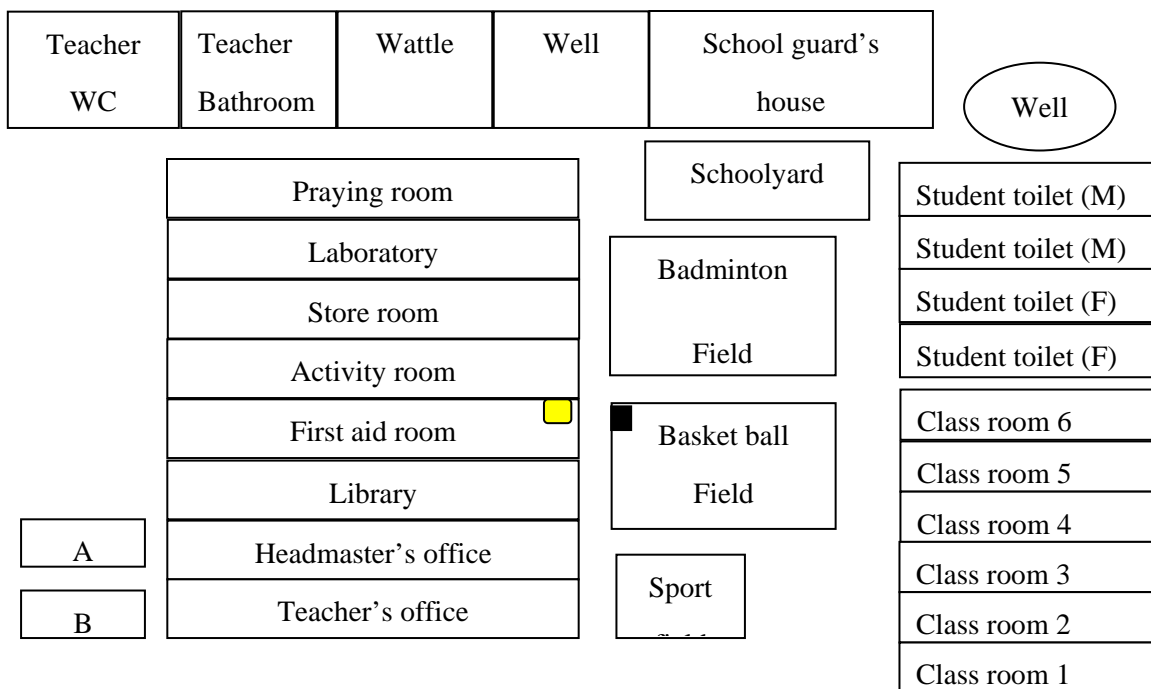 Teacher
WC
Teacher
Bathroom
Wattle
Well
School guard's
house
Well
Praying room
Laboratory
Store room
Activity room
First aid room
Library
Headmaster's office
Teacher's office
A
B
Schoolyard
Badminton
Field
Basket ball
Field
Sport
Student toilet (M)
Student toilet (M)
Student toilet (F)
Student toilet (F)
Class room 6
Class room 5
Class room 4
Class room 3
Class room 2
Class room 1